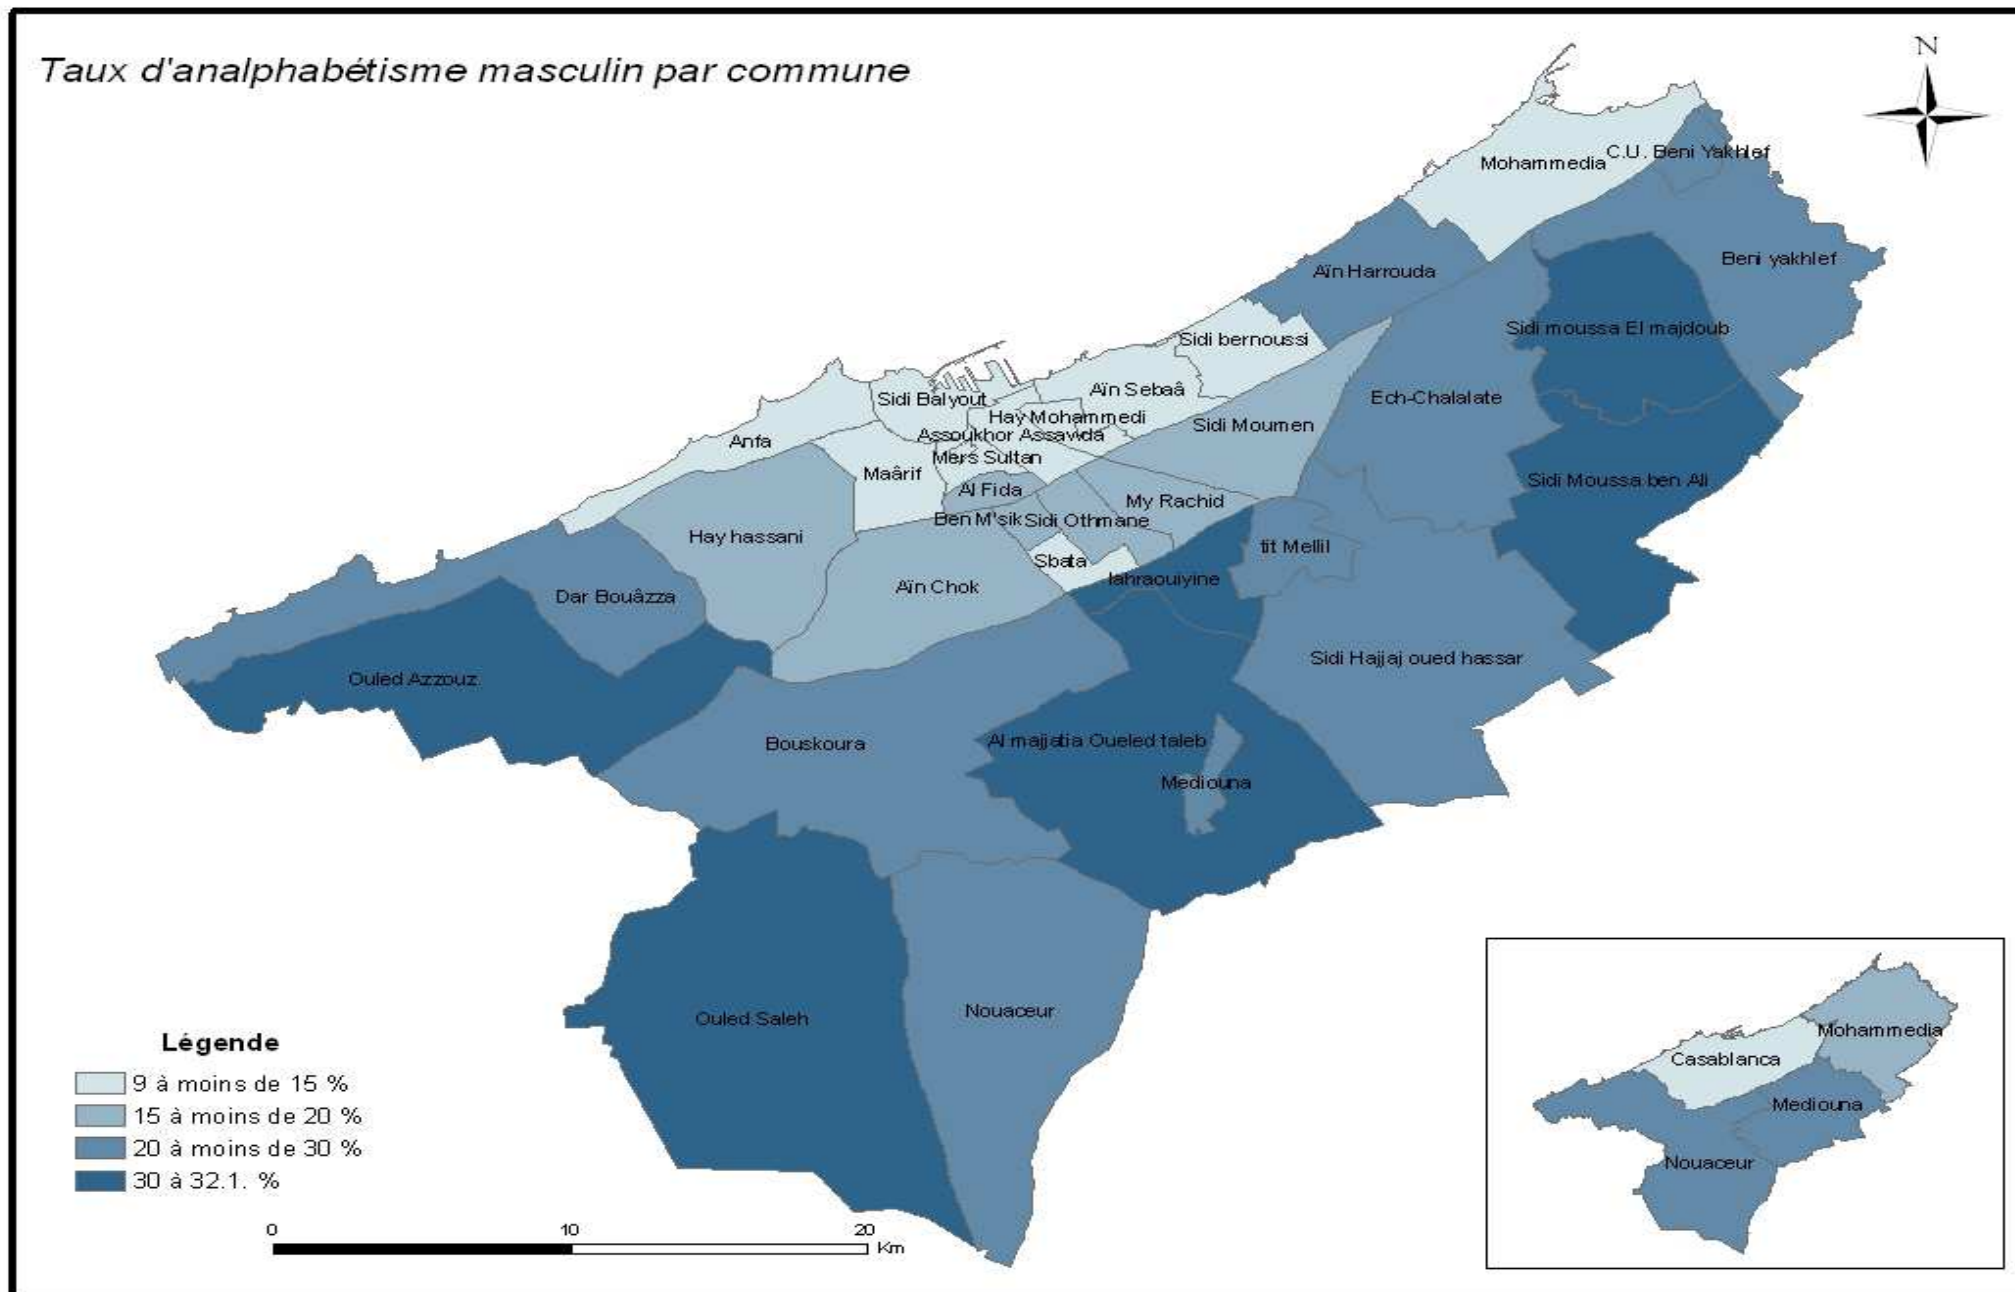 Taux d'analphabétisme masculin par commune
N
Mohammedia
C.U. Beni Yakhlef
Beni yakhlef
Aïn Harrouda
Sidi moussa El majdoub
Sidi bernoussi
Aïn Sebaâ
Ech-Chalalate
Sidi Balyout
Hay Mohammedi
Sidi Moumen
Assoukhor Assawda
Anfa
Mers Sultan
Maârif
Sidi Moussa ben Ali
Al Fida
My Rachid
Ben M'sik
Sidi Othmane
Hay hassani
tit Mellil
Sbata
lahraouiyine
Aïn Chok
Dar Bouâzza
Sidi Hajjaj oued hassar
Ouled Azzouz.
Bouskoura
Al majjatia Oueled taleb
Mediouna
Ouled Saleh
Nouaceur
Légende
9 à moins de 15 %
15 à moins de 20 %
20 à moins de 30 %
30 à 32.1. %
0 10 20
Km
Mohammedia
Casablanca
Mediouna
Nouaceur